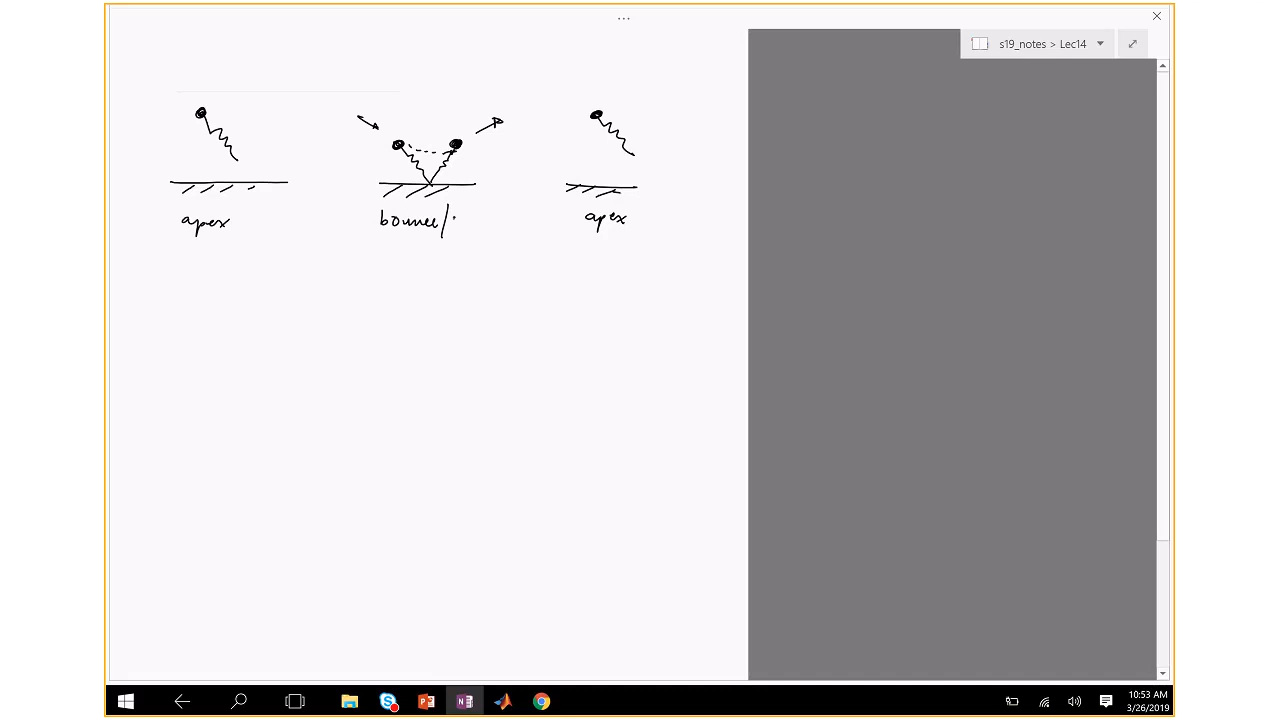 s19_notes > Lec14
apex
bounce/
apex
10:53 AM
3/26/2019